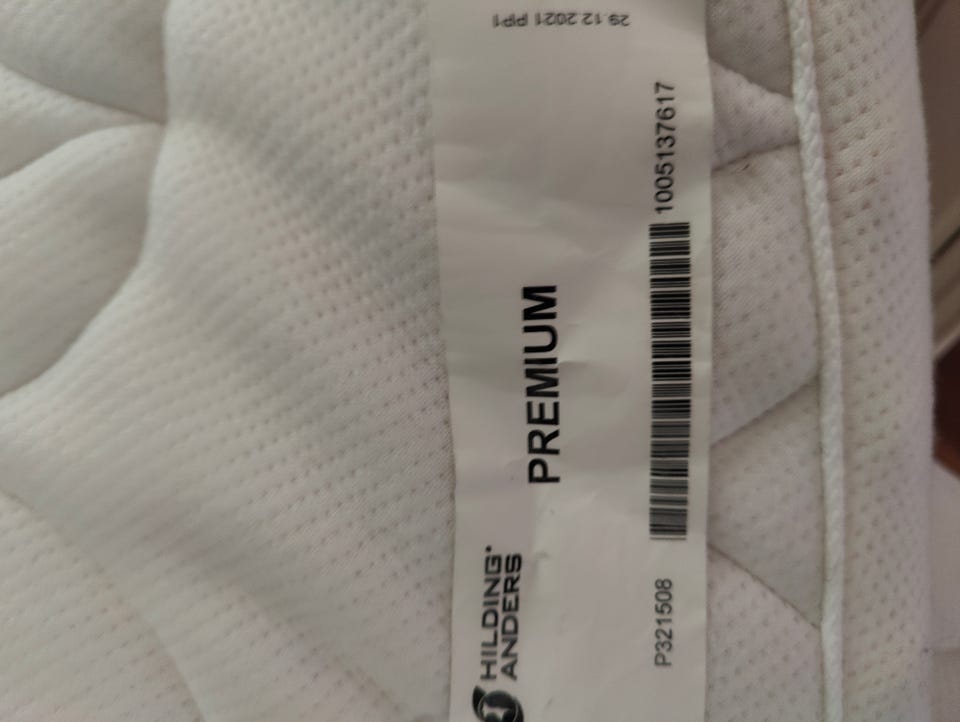 HILDING
ANDERS
PREMIUM
P321508
1005137617
29.12.2021 PP1